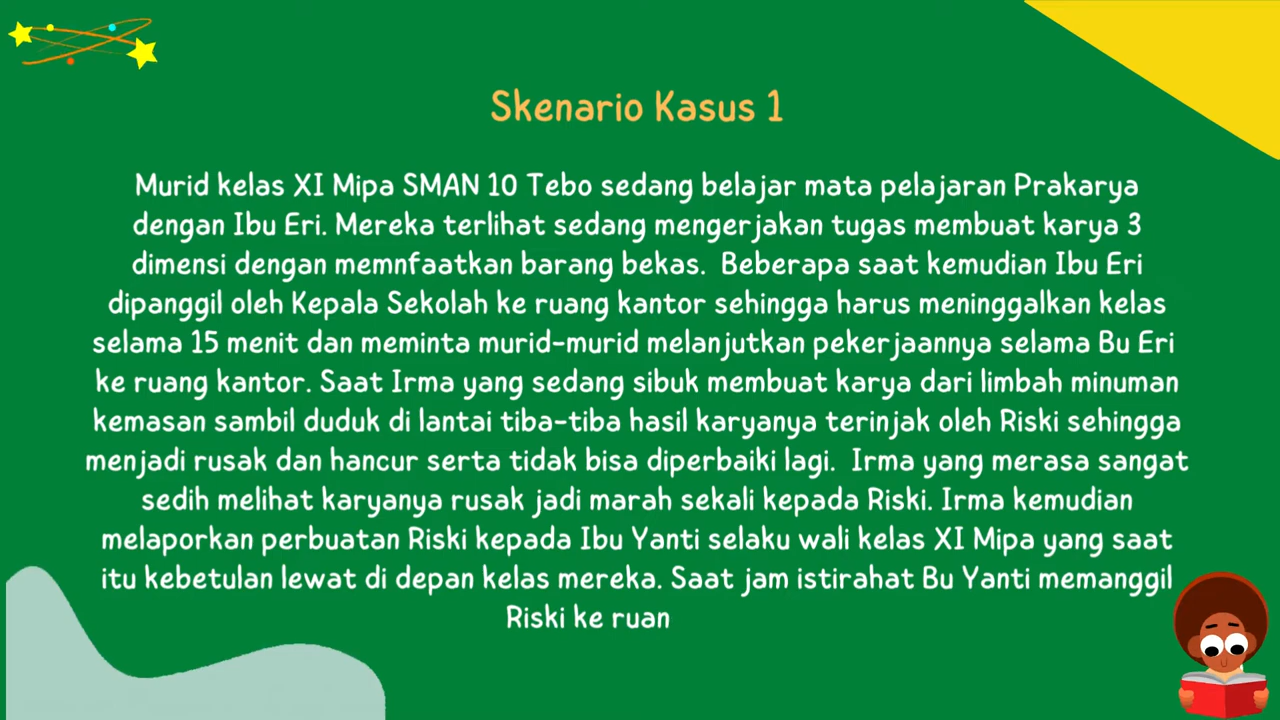 Skenario Kasus 1
Murid kelas XI Mipa SMAN 10 Tebo sedang belajar mata pelajaran Prakarya
dengan Ibu Eri. Mereka terlihat sedang mengerjakan tugas membuat karya 3
dimensi dengan memnfaatkan barang bekas. Beberapa saat kemudian Ibu Eri
dipanggil oleh Kepala Sekolah ke ruang kantor sehingga harus meninggalkan kelas
selama 15 menit dan meminta murid-murid melanjutkan pekerjaannya selama Bu Eri
ke ruang kantor. Saat Irma yang sedang sibuk membuat karya dari limbah minuman
kemasan sambil duduk di lantai tiba-tiba hasil karyanya terinjak oleh Riski sehingga
menjadi rusak dan hancur serta tidak bisa diperbaiki lagi. Irma yang merasa sangat
sedih melihat karyanya rusak jadi marah sekali kepada Riski. Irma kemudian
melaporkan perbuatan Riski kepada Ibu Yanti selaku wali kelas XI Mipa yang saat
itu kebetulan lewat di depan kelas mereka. Saat jam istirahat Bu Yanti memanggil
Riski ke ruan